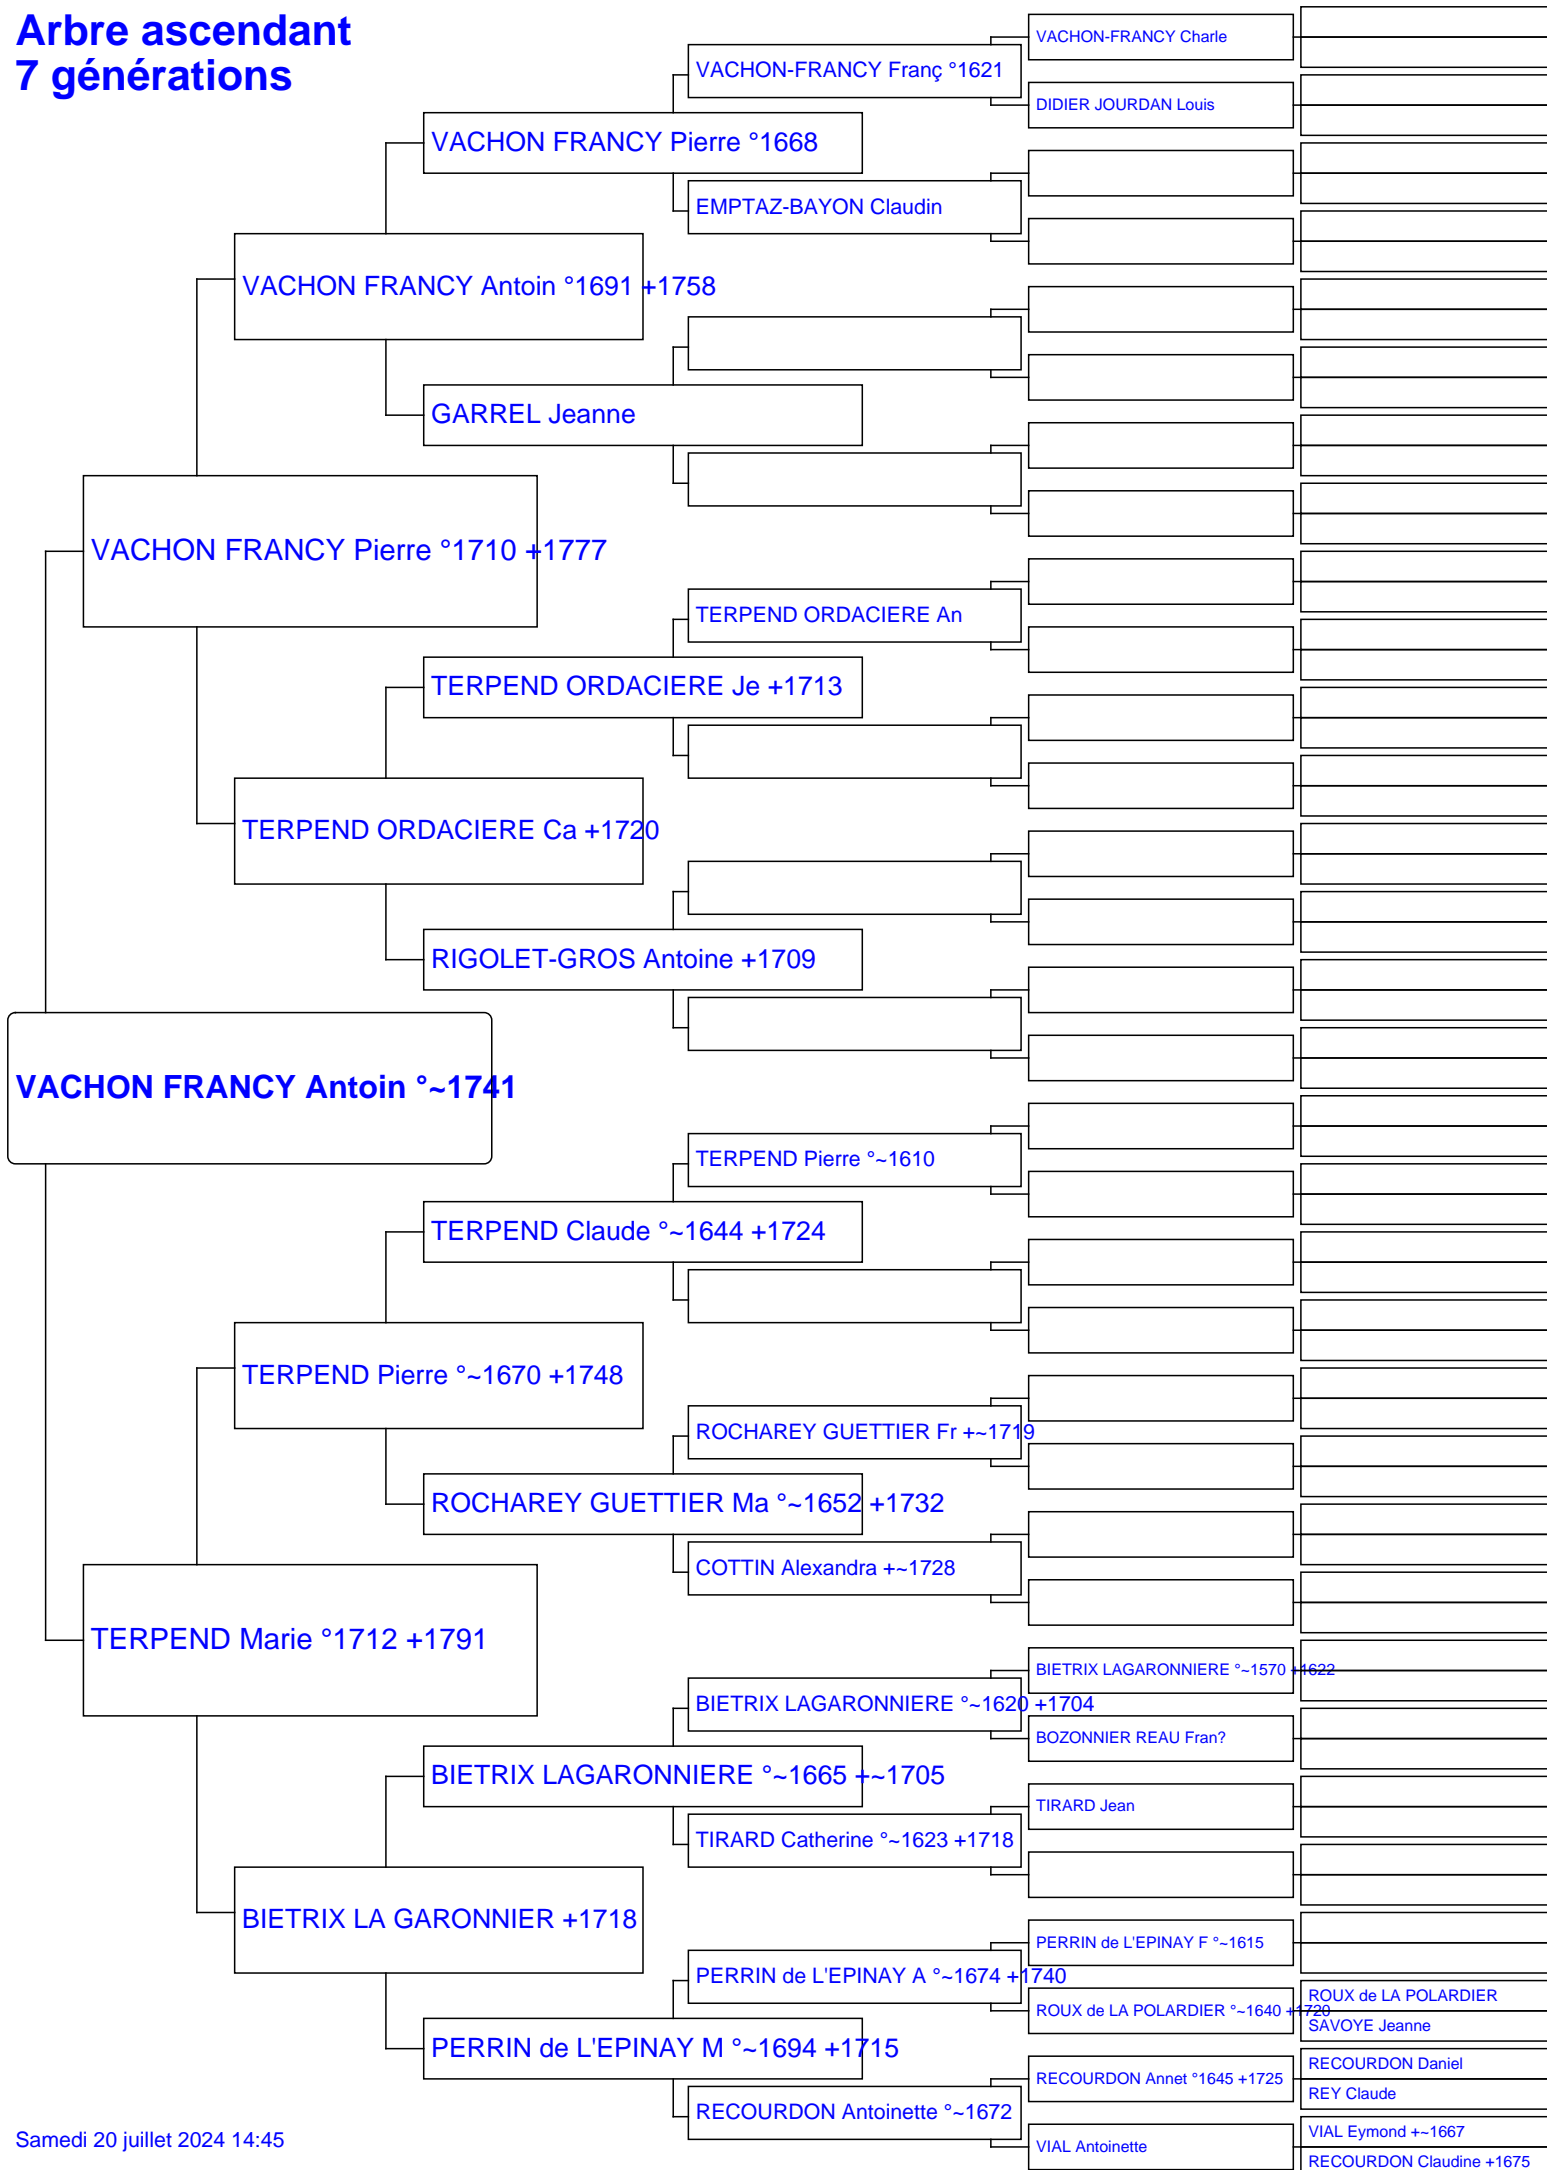 Arbre ascendant
7 générations
VACHON-FRANCY Charle
VACHON-FRANCY Franç °1621
DIDIER JOURDAN Louis
VACHON FRANCY Pierre °1668
EMPTAZ-BAYON Claudin
VACHON FRANCY Antoin °1691 +1758
GARREL Jeanne
VACHON FRANCY Pierre °1710 +1777
TERPEND ORDACIERE An
TERPEND ORDACIERE Je +1713
TERPEND ORDACIERE Ca +1720
RIGOLET-GROS Antoine +1709
VACHON FRANCY Antoin °~1741
TERPEND Pierre °~1610
TERPEND Claude °~1644 +1724
TERPEND Pierre °~1670 +1748
ROCHAREY GUETTIER Fr +~1719
ROCHAREY GUETTIER Ma °~1652 +1732
COTTIN Alexandra +~1728
TERPEND Marie °1712 +1791
BIETRIX LAGARONNIERE °~1570 +1622
BIETRIX LAGARONNIERE °~1620 +1704
BOZONNIER REAU Fran?
BIETRIX LAGARONNIERE °~1665 +~1705
TIRARD Jean
TIRARD Catherine °~1623 +1718
BIETRIX LA GARONNIER +1718
PERRIN de L'EPINAY F °~1615
PERRIN de L'EPINAY A °~1674 +1740
ROUX de LA POLARDIER
ROUX de LA POLARDIER °~1640 +1720
SAVOYE Jeanne
PERRIN de L'EPINAY M °~1694 +1715
RECOURDON Daniel
RECOURDON Annet °1645 +1725
REY Claude
RECOURDON Antoinette °~1672
VIAL Eymond +~1667
VIAL Antoinette
RECOURDON Claudine +1675
Samedi 20 juillet 2024 14:45